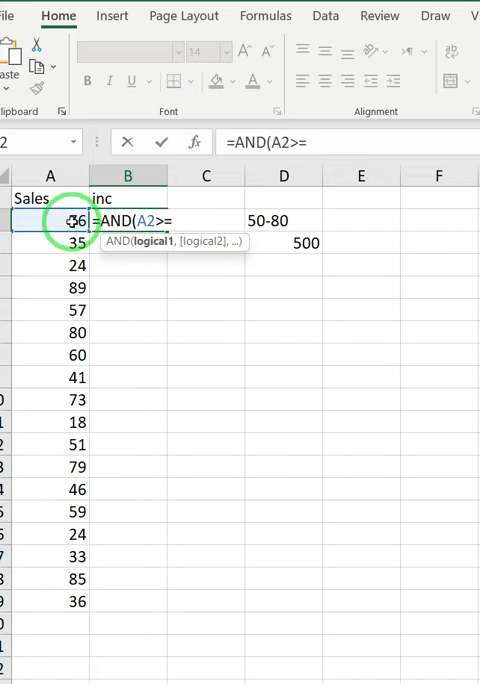 File Home Insert Page Layout Formulas Data Review Draw
14
B I U
Clipboard Font Alignment
=AND(A2>=
A B C D E F
Sales inc
=AND(A2>= 50-80
AND(logical1, [logical2], ...)
35 500
24
89
57
80
60
41
73
18
51
79
46
59
24
33
85
36